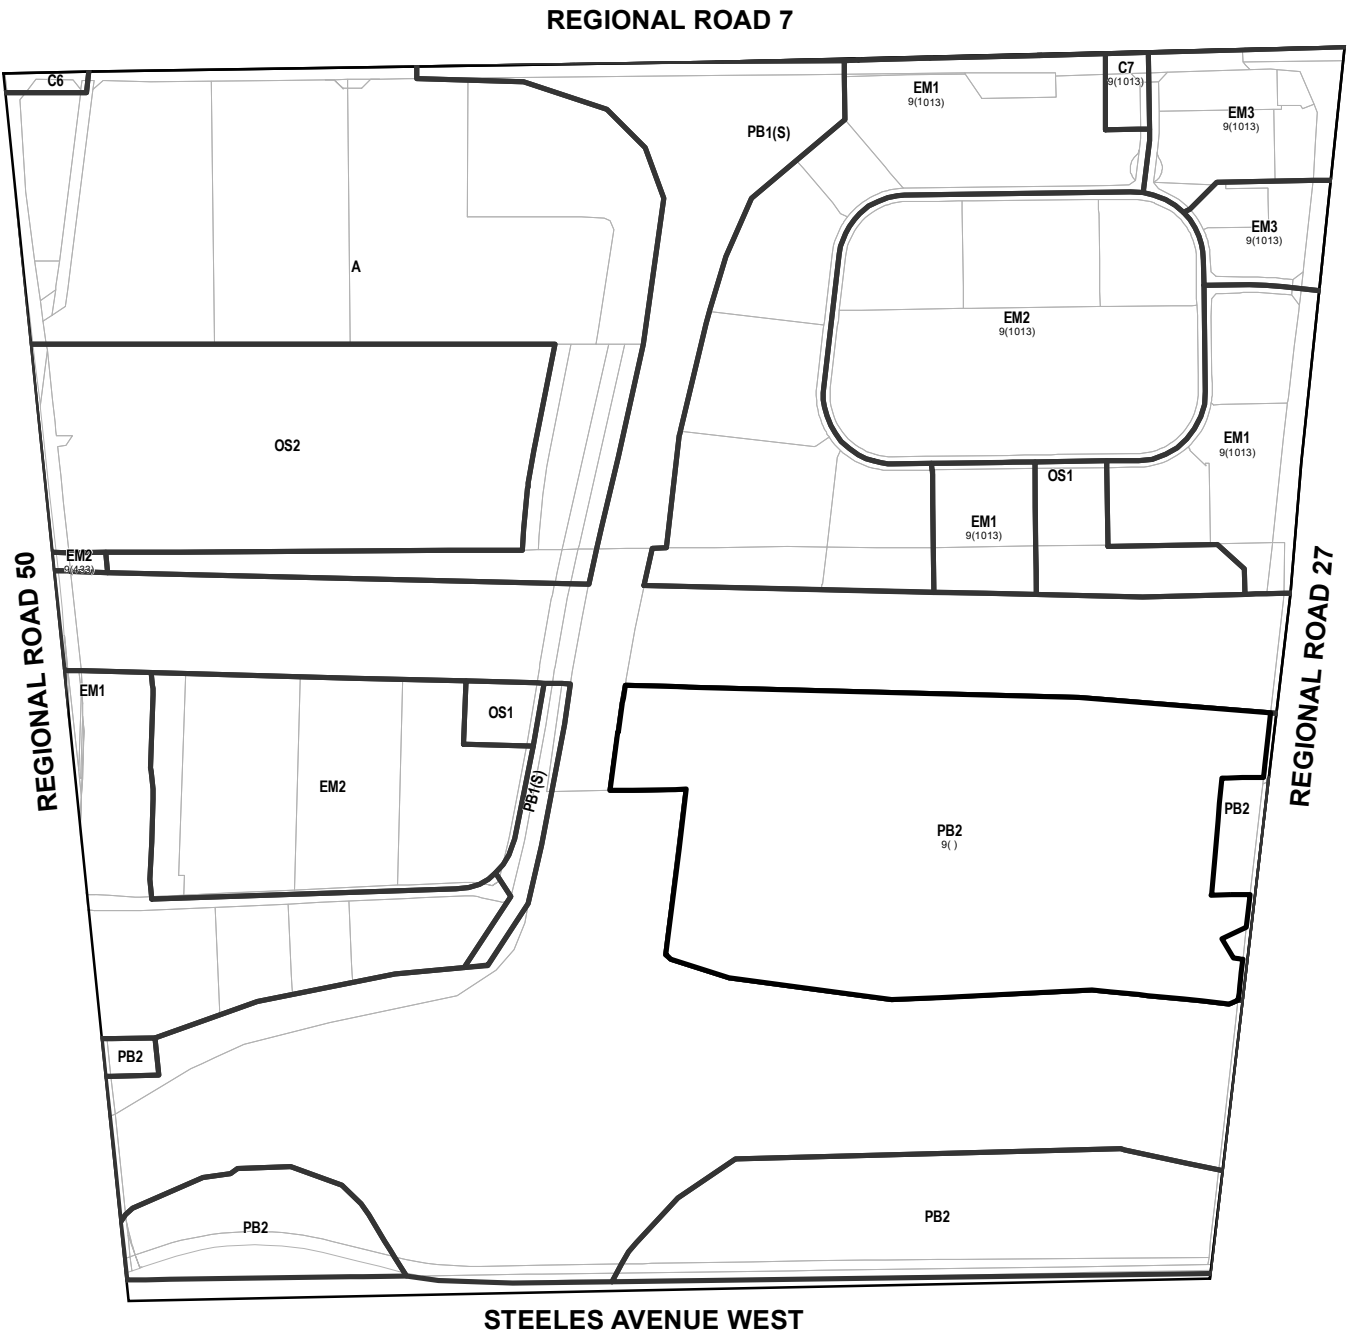 REGIONAL ROAD 7
C6
C7
9(1013)
EM1
9(1013)
EM3
9(1013)
PB1(S)
EM3
9(1013)
A
EM2
9(1013)
OS2
EM1
9(1013)
OS1
EM1
9(1013)
EM2
9(433)
REGIONAL ROAD 50
REGIONAL ROAD 27
EM1
OS1
EM2
PB1(S)
PB2
PB2
9( )
PB2
PB2
PB2
STEELES AVENUE WEST